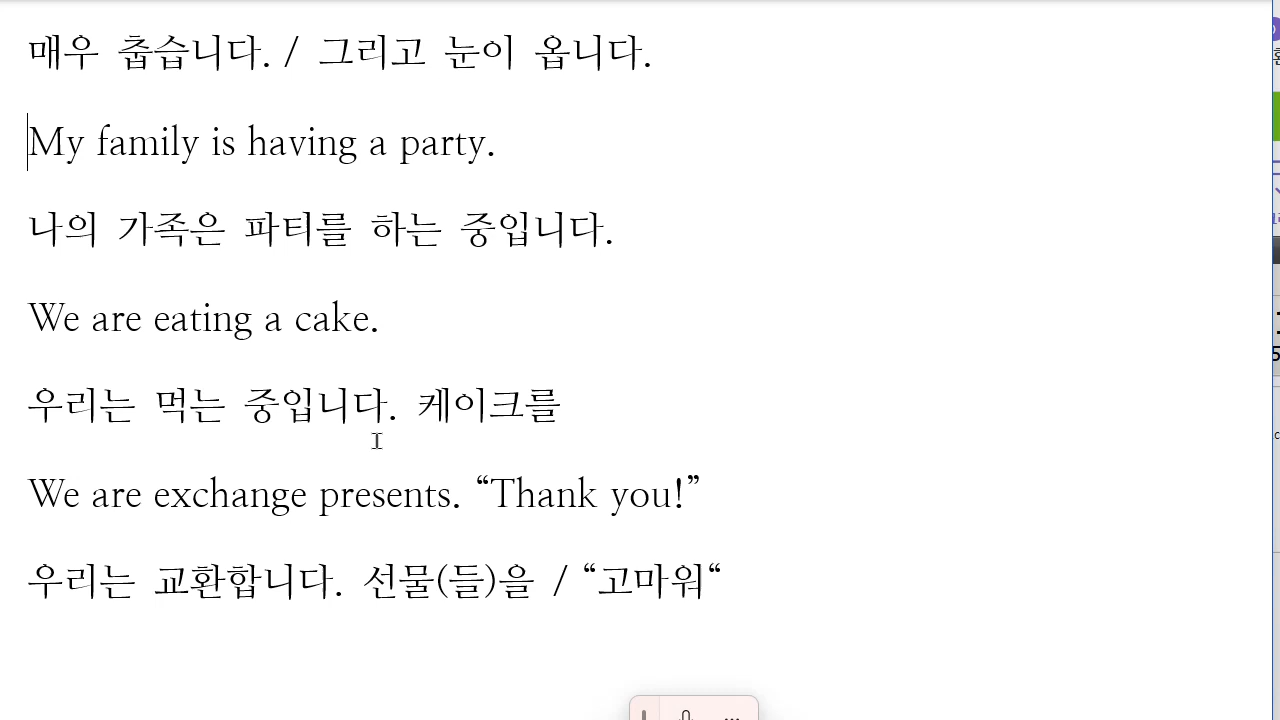 매우 춥습니다. / 그리고 눈이 옵니다.
My family is having a party.
나의 가족은 파티를 하는 중입니다.
We are eating a cake.
우리는 먹는 중입니다. 케이크를
We are exchange presents. “Thank you!”
우리는 교환합니다. 선물(들)을 / “고마워“